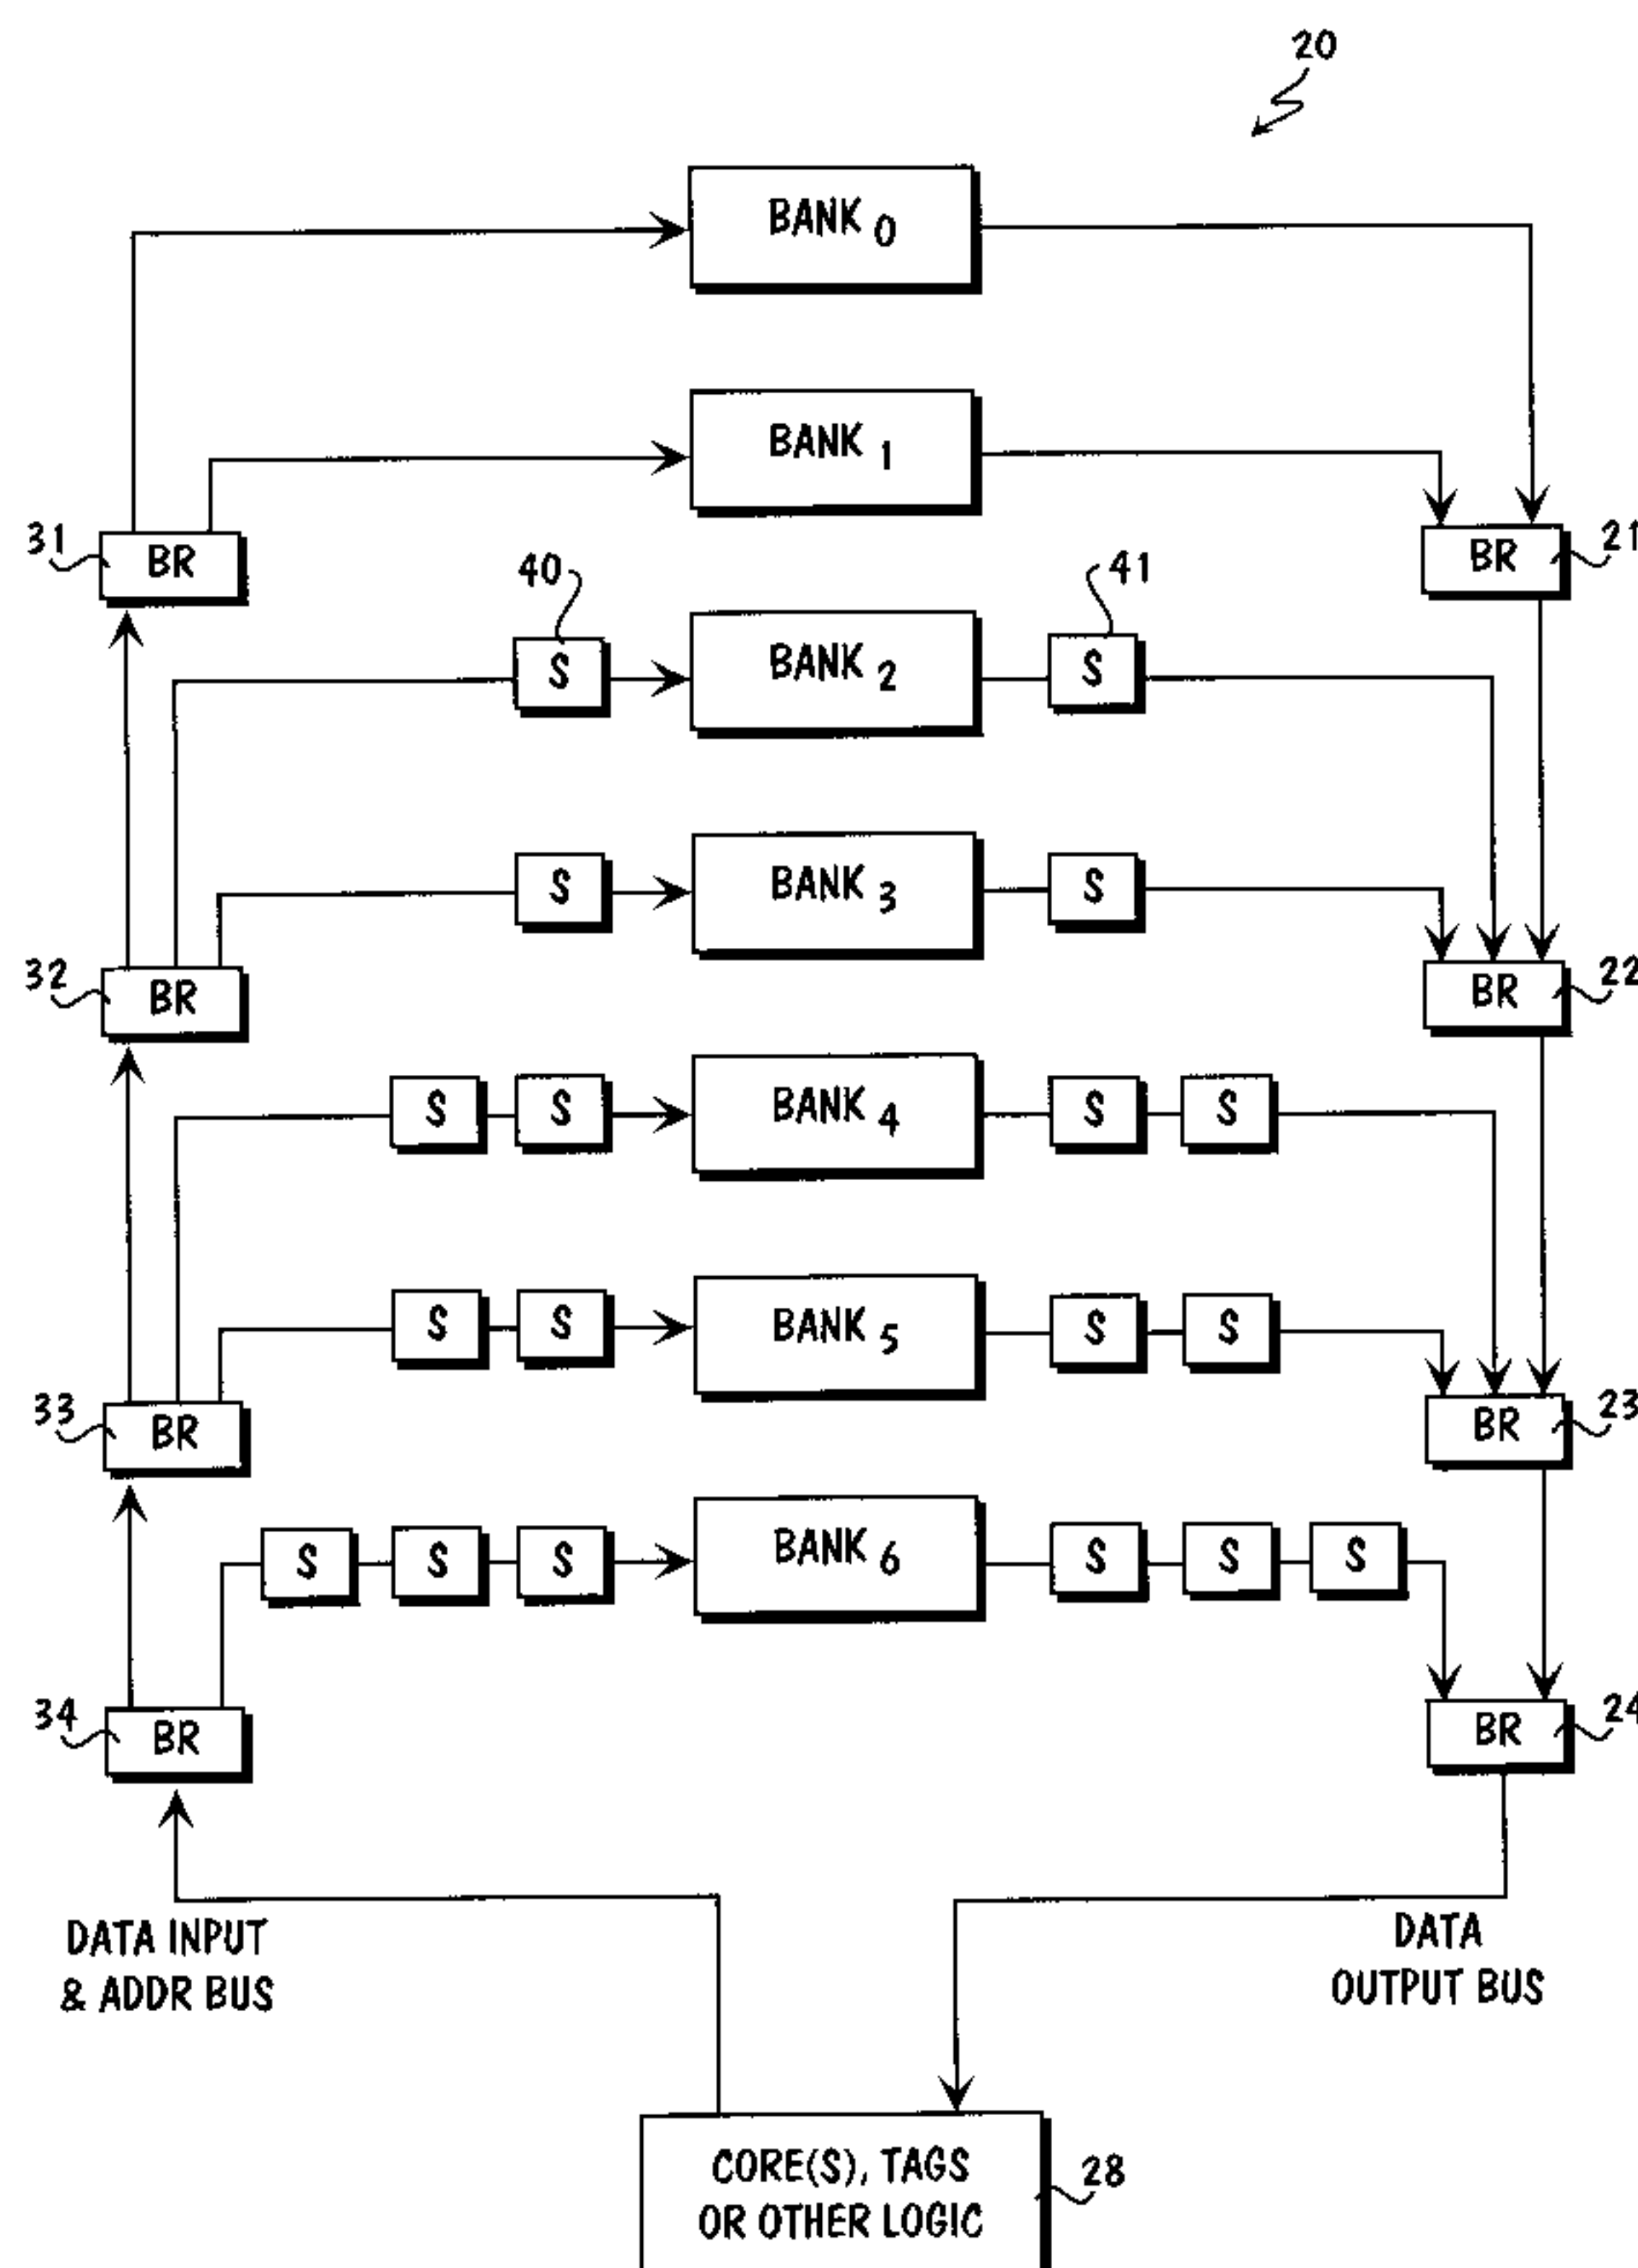 20
BANK 0
BANK 1
31 BR BR 21
40 41
S BANK 2 S
S BANK 3 S
32 BR BR 22
S S BANK 4 S S
S S BANK 5 S S
33 BR BR 23
S S S BANK 6 S S S
34 BR BR 24
DATA INPUT
& ADDR BUS
DATA
OUTPUT BUS
CORE(S), TAGS
OR OTHER LOGIC
28